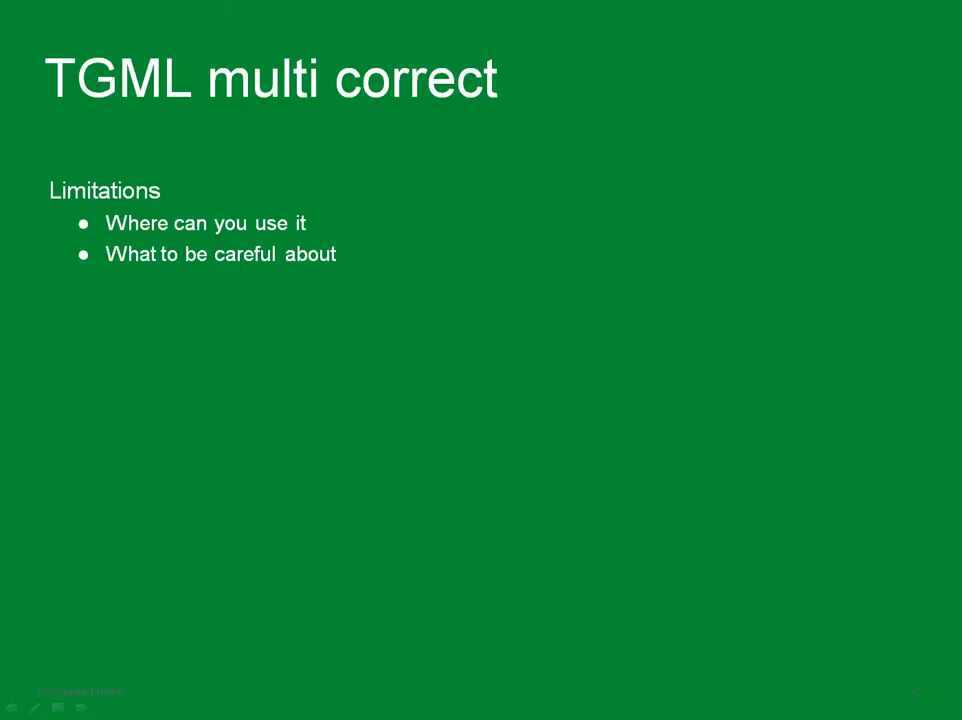 TGML multi correct
Limitations
● Where can you use it
● What to be careful about